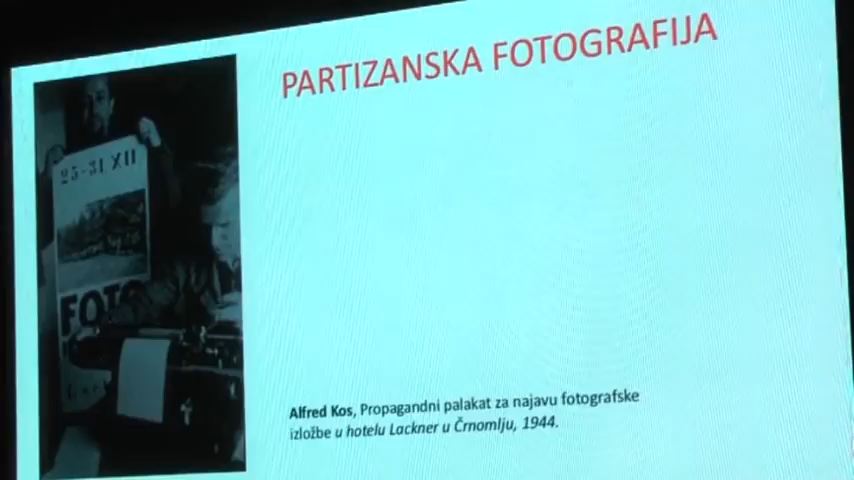 PARTIZANSKA FOTOGRAFIJA
25-31 XII
FOTO
Alfred Kos, Propagandni palakat za najavu fotografske
izložbe u hotelu Lackner u Črnomlju, 1944.